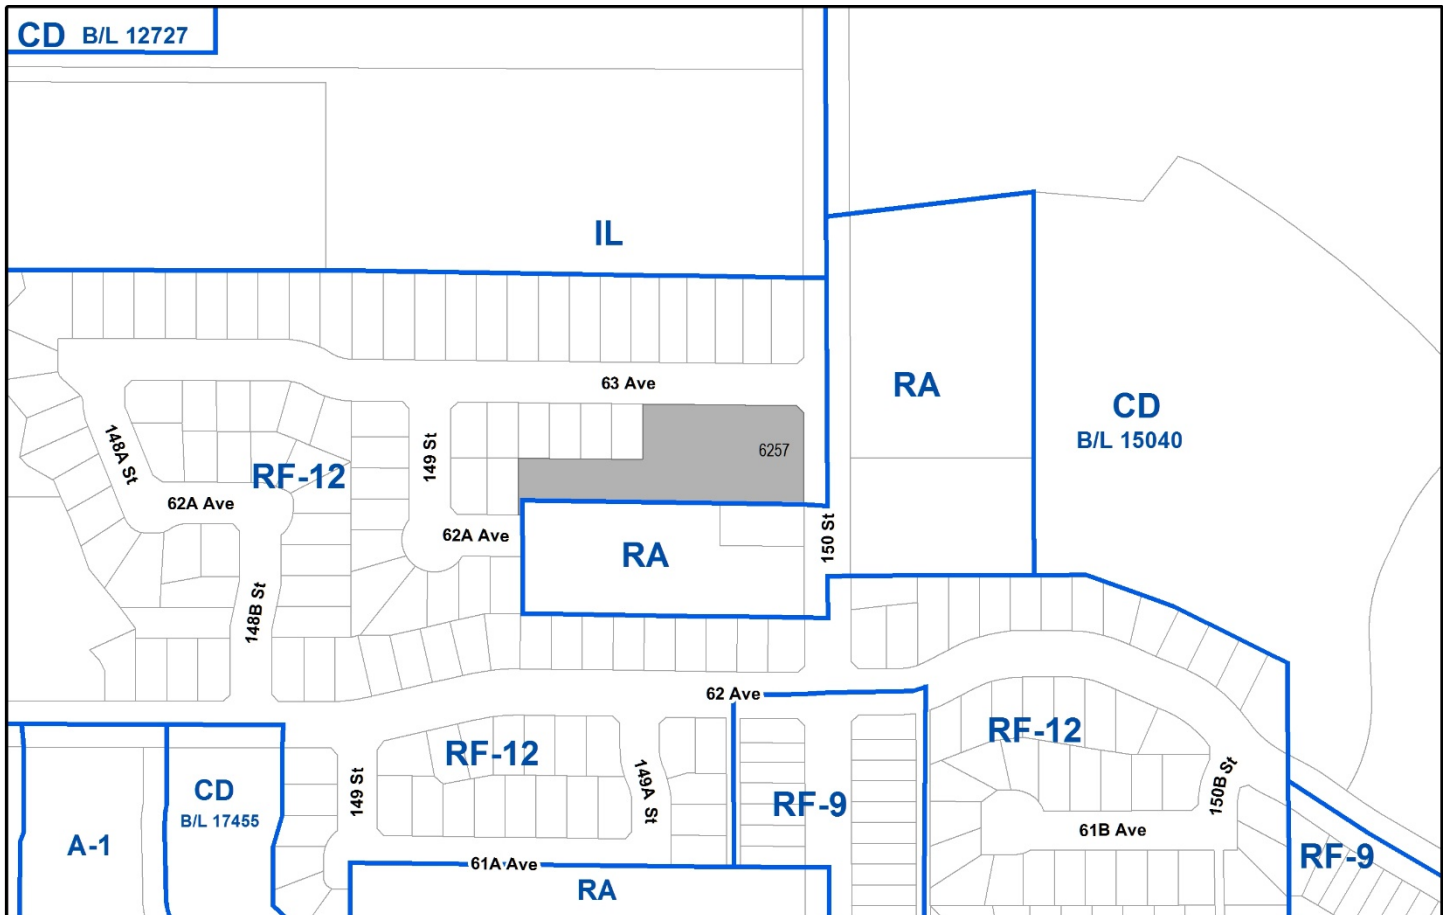 CD B/L 12727
IL
63 Ave
RA
CD
B/L 15040
148A St
RF-12
149 St
6257
62A Ave
62A Ave
RA
150 St
148B St
62 Ave
RF-12
RF-12
149 St
CD
B/L 17455
149A St
RF-9
150B St
A-1
61B Ave
61A Ave
RA
RF-9